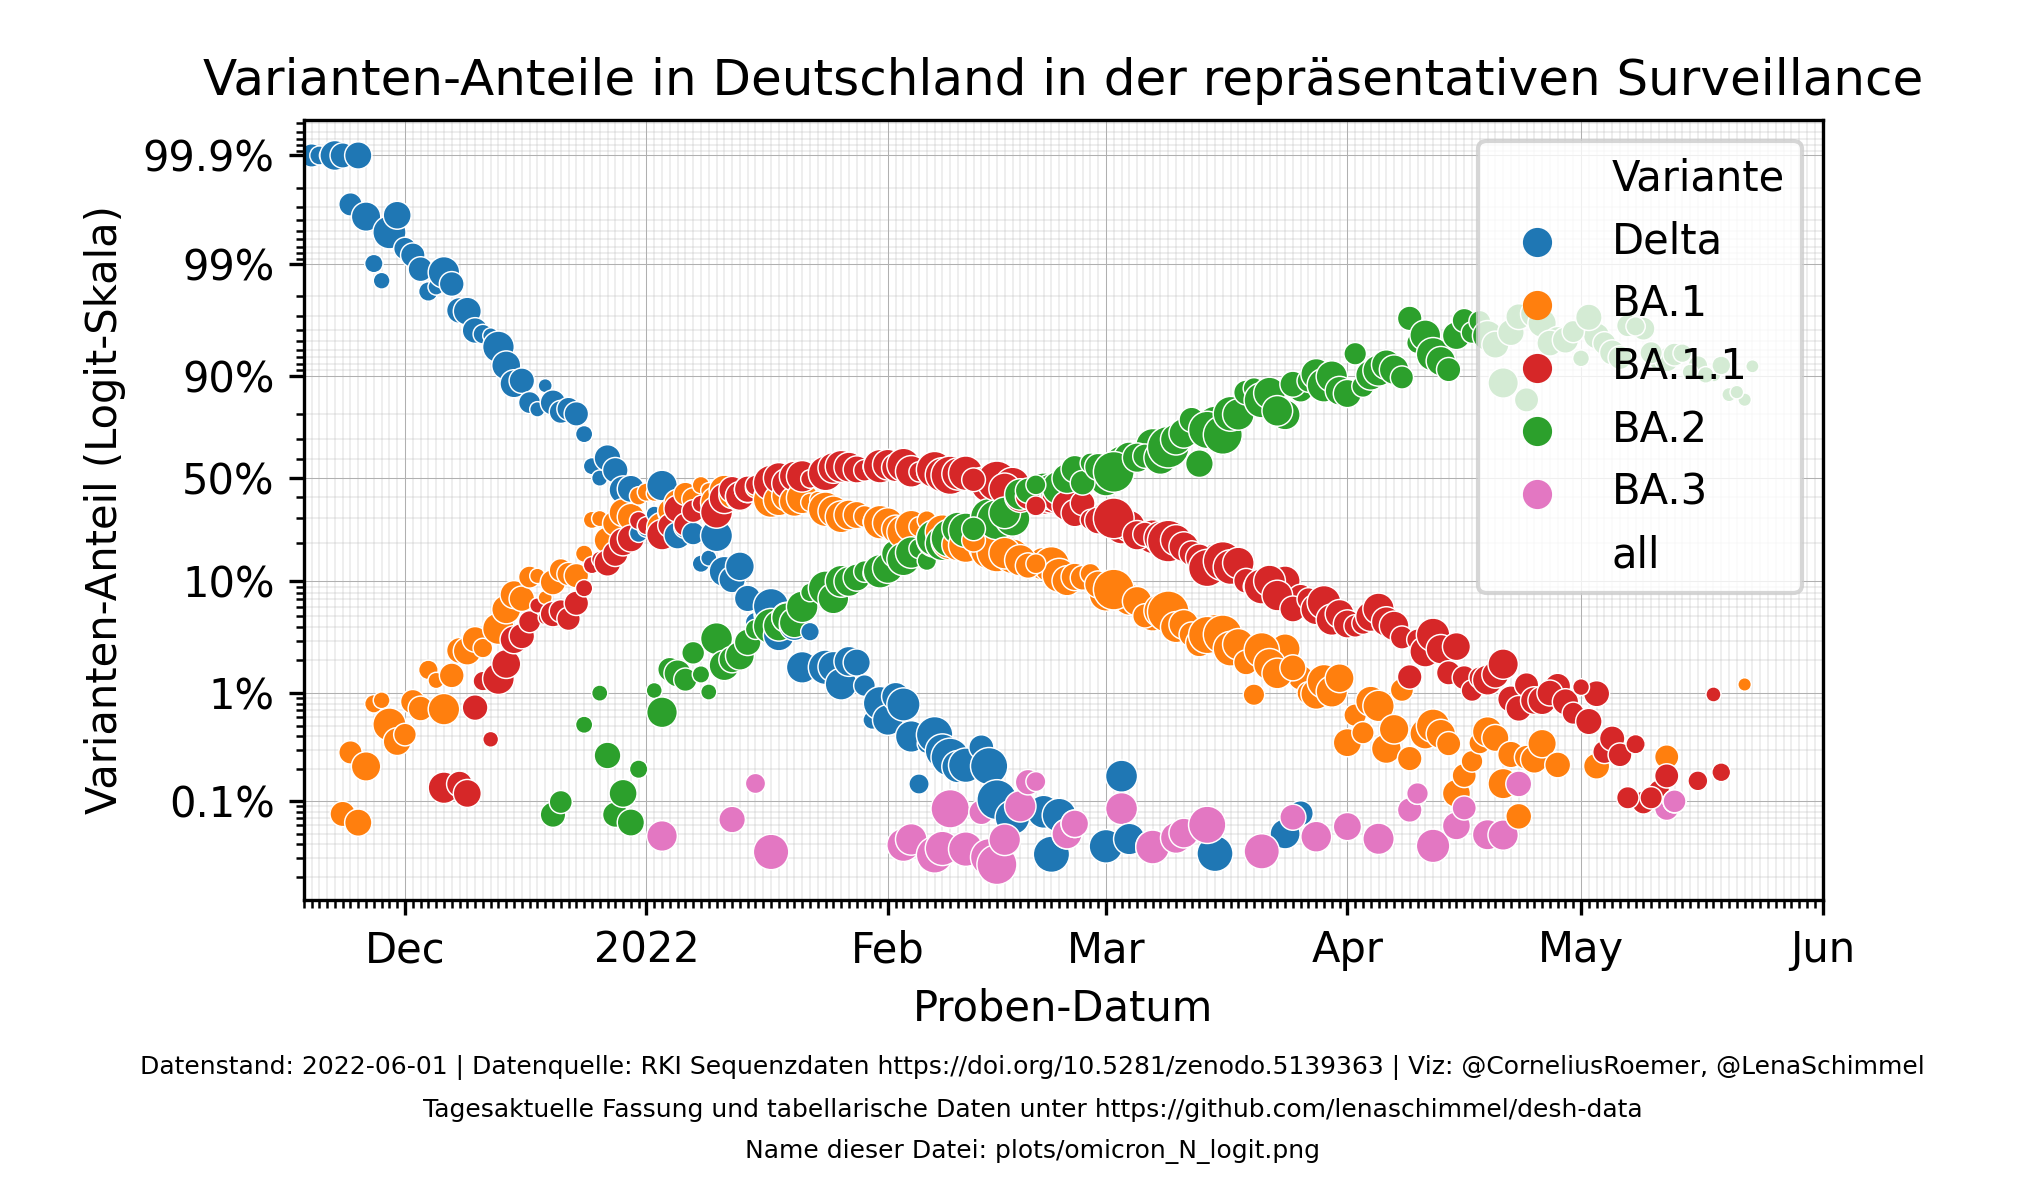 Varianten-Anteile in Deutschland in der repräsentativen Surveillance
Varianten-Anteil (Logit-Skala)
99.9%
99%
90%
50%
10%
1%
0.1%
Variante
Delta
BA.1
BA.1.1
BA.2
BA.3
all
Dec 2022 Feb Mar Apr May Jun
Proben-Datum
Datenstand: 2022-06-01 | Datenquelle: RKI Sequenzdaten https://doi.org/10.5281/zenodo.5139363 | Viz: @CorneliusRoemer, @LenaSchimmel
Tagesaktuelle Fassung und tabellarische Daten unter https://github.com/lenaschimmel/desh-data
Name dieser Datei: plots/omicron_N_logit.png